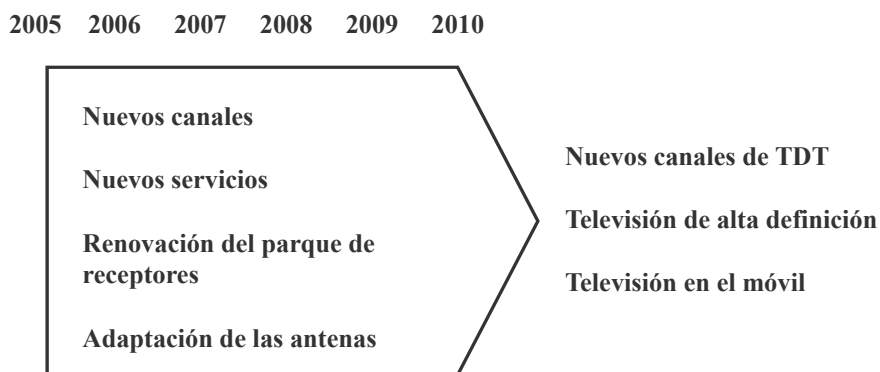 2005 2006 2007 2008 2009 2010
Nuevos canales
Nuevos servicios
Renovación del parque de
receptores
Adaptación de las antenas
Nuevos canales de TDT
Televisión de alta definición
Televisión en el móvil